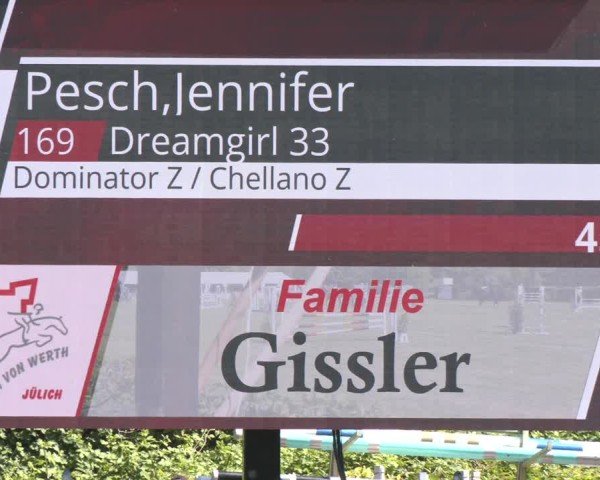 Pesch,Jennifer
169 Dreamgirl 33
Dominator Z / Chellano Z
4
Familie
Gissler
VON WERTH
JÜLICH